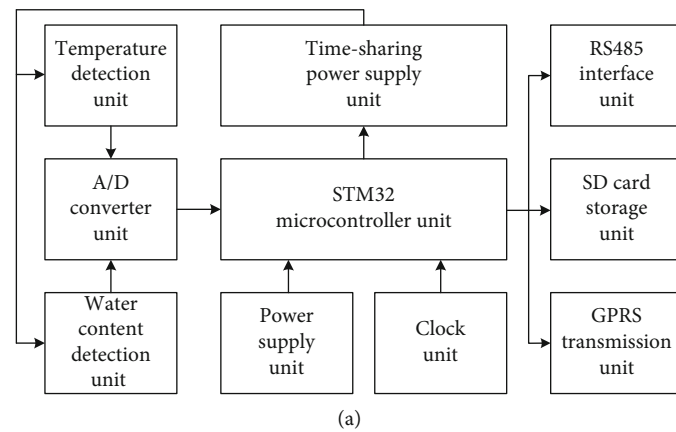 Temperature
detection
unit
Time-sharing
power supply
unit
RS485
interface
unit
A/D
converter
unit
STM32
microcontroller unit
SD card
storage
unit
Water
content
detection
unit
Power
supply
unit
Clock
unit
GPRS
transmission
unit
(a)